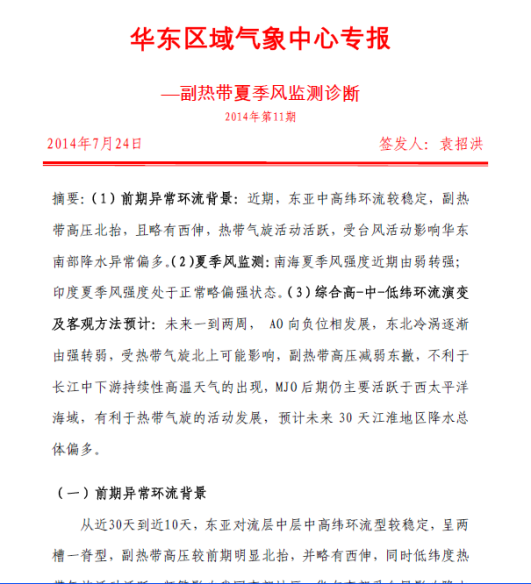 华东区域气象中心专报
—副热带夏季风监测诊断
2014年第11期
2014年7月24日 签发人：袁招洪
摘要：（1）前期异常环流背景：近期，东亚中高纬环流较稳定，副热
带高压北抬，且略有西伸，热带气旋活动活跃，受台风活动影响华东
南部降水异常偏多。（2）夏季风监测：南海夏季风强度近期由弱转强；
印度夏季风强度处于正常略偏强状态。（3）综合高-中-低纬环流演变
及客观方法预计：未来一到两周， AO 向负位相发展，东北冷涡逐渐
由强转弱，受热带气旋北上可能影响，副热带高压减弱东撤，不利于
长江中下游持续性高温天气的出现，MJO 后期仍主要活跃于西太平洋
海域，有利于热带气旋的活动发展，预计未来 30 天江淮地区降水总
体偏多。
（一）前期异常环流背景
从近30天到近10天，东亚对流层中层中高纬环流型较稳定，呈两
槽一脊型，副热带高压较前期明显北抬，并略有西伸，同时低纬度热